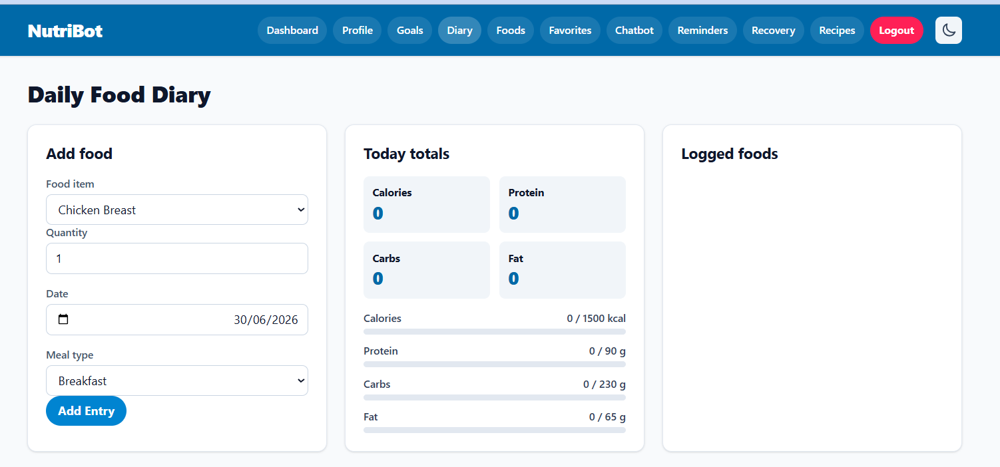 NutriBot
Dashboard Profile Goals Diary Foods Favorites Chatbot Reminders Recovery Recipes Logout
Daily Food Diary
Add food
Food item
Chicken Breast
Quantity
1
Date
30/06/2026
Meal type
Breakfast
Add Entry
Today totals
Calories
0
Protein
0
Carbs
0
Fat
0
Calories 0 / 1500 kcal
Protein 0 / 90 g
Carbs 0 / 230 g
Fat 0 / 65 g
Logged foods